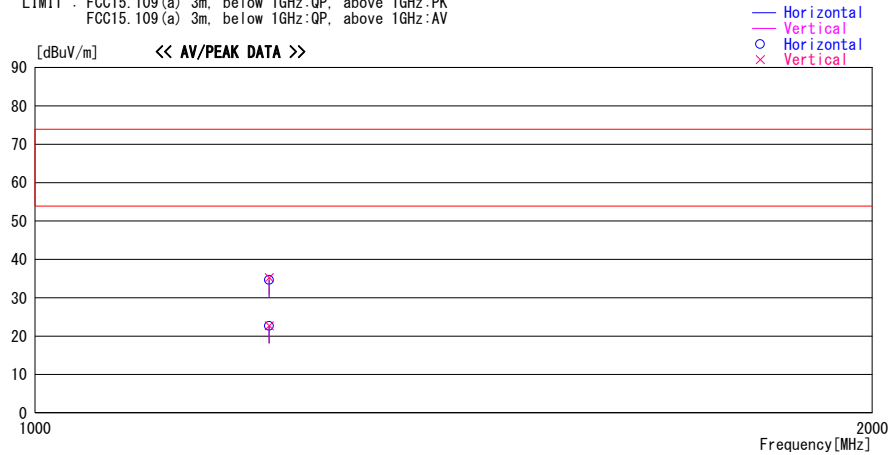 LIMIT : FCC15.109(a) 3m, below 1GHz:QP, above 1GHz:PK
FCC15.109(a) 3m, below 1GHz:QP, above 1GHz:AV
Horizontal
Vertical
Horizontal
Vertical
[dBuV/m]
<< AV/PEAK DATA >>
90
80
70
60
50
40
30
20
10
0
1000
2000
Frequency[MHz]